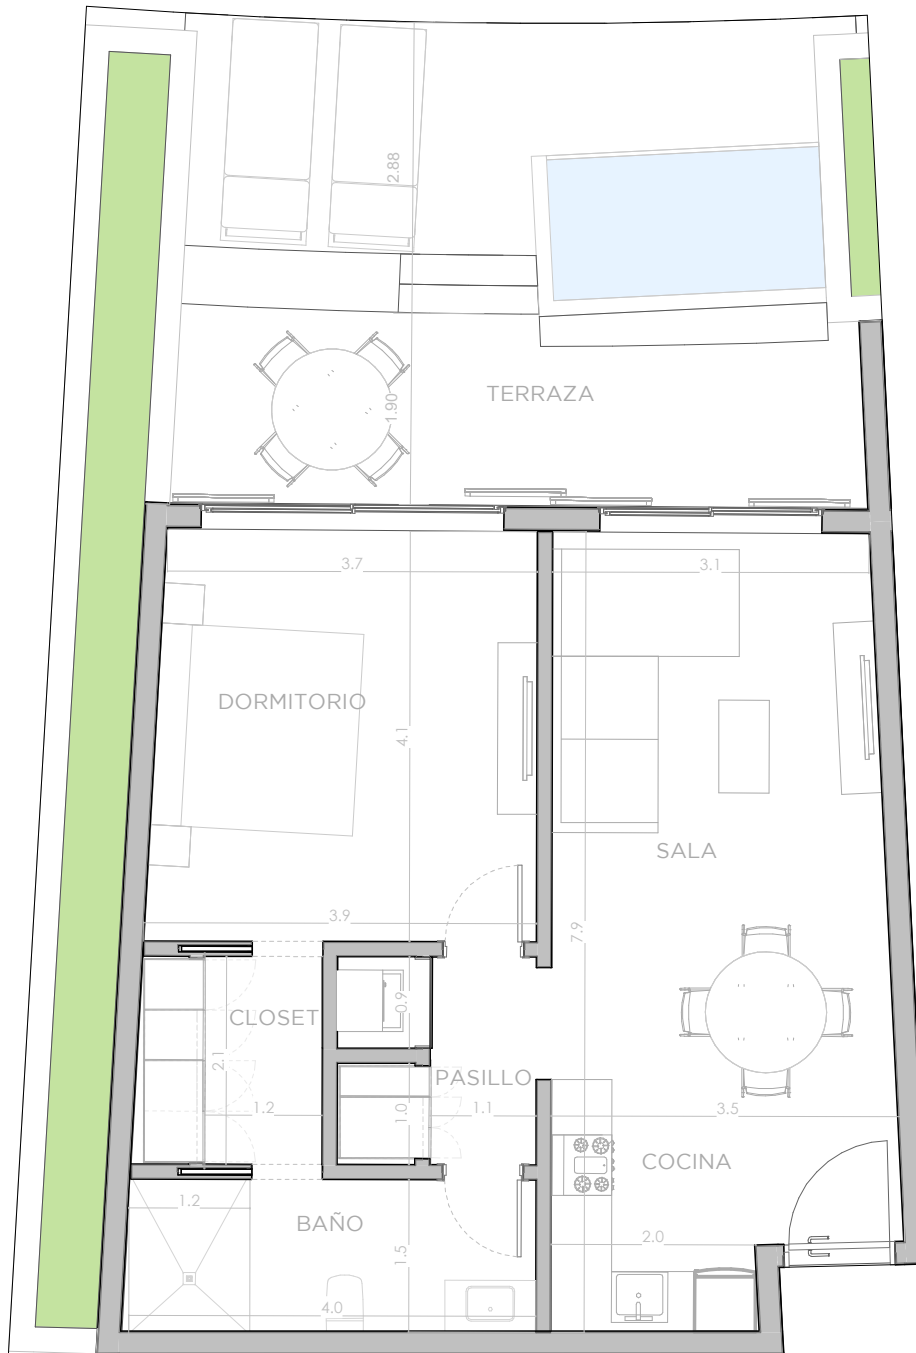 2.88
TERRAZA
1.90
3.7
3.1
DORMITORIO
4.1
SALA
3.9
7.9
0.9
CLOSET
2.1
PASILLO
1.2
1.0
1.1
3.5
COCINA
1.2
BAÑO
1.5
2.0
4.0